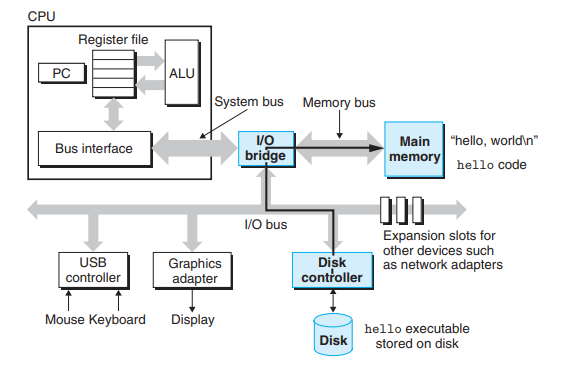 CPU
Register file
PC
ALU
System bus
Memory bus
Bus interface
I/O
bridge
Main
memory
"hello, world\n"
hello code
I/O bus
Expansion slots for
other devices such
as network adapters
USB
controller
Graphics
adapter
Disk
controller
Mouse Keyboard
Display
Disk
hello executable
stored on disk